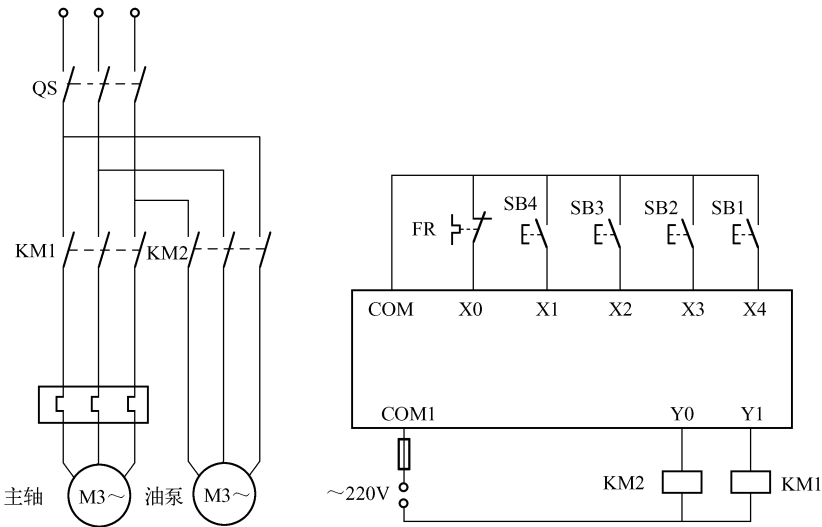 QS
KM1
KM2
主轴
M3～
油泵
M3～
FR
SB4
SB3
SB2
SB1
COM
X0
X1
X2
X3
X4
COM1
Y0
Y1
～220V
KM2
KM1